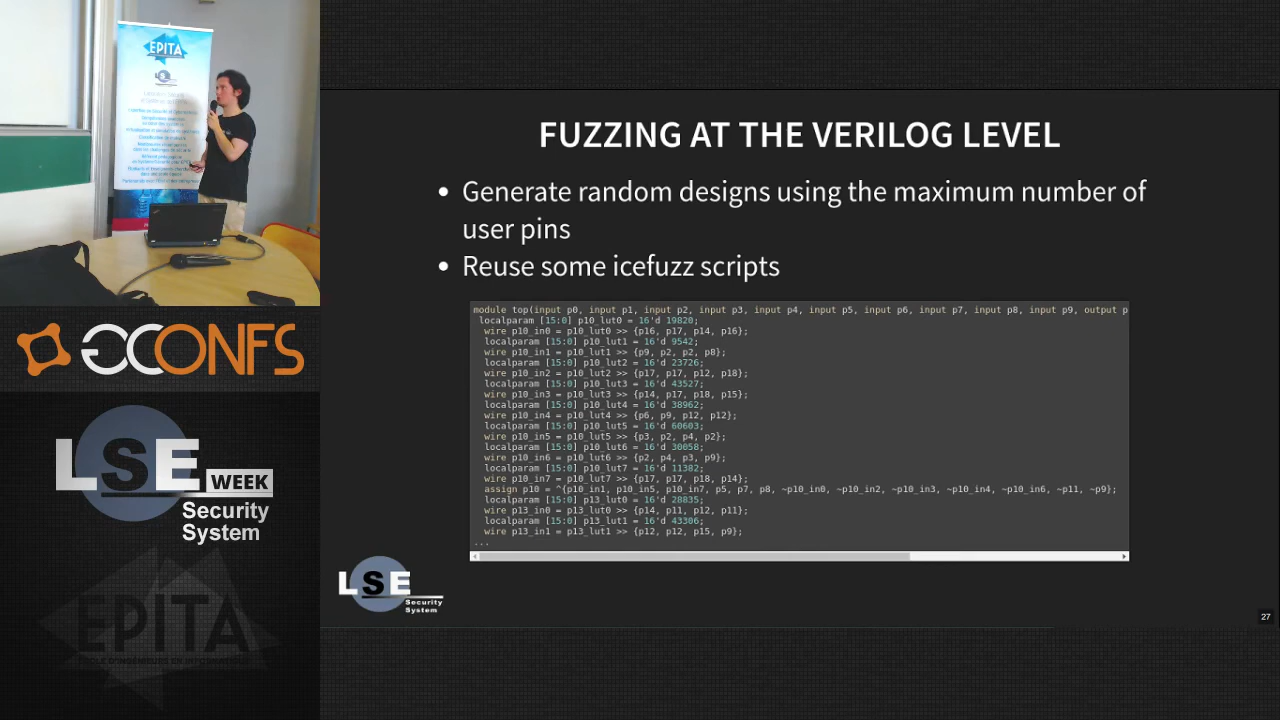 EPITA
LSE
FUZZING AT THE VERILOG LEVEL
Generate random designs using the maximum number of
user pins
Reuse some icefuzz scripts
module top(input p0, input p1, input p2, input p3, input p4, input p5, input p6, input p7, input p8, input p9, output p
localparam [15:0] p10_lut0 = 16'd 19820;
wire p10_in0 = p10_lut0 >> {p16, p17, p14, p16};
localparam [15:0] p10_lut1 = 16'd 9542;
wire p10_in1 = p10_lut1 >> {p9, p2, p2, p8};
localparam [15:0] p10_lut2 = 16'd 23726;
wire p10_in2 = p10_lut2 >> {p17, p17, p12, p18};
localparam [15:0] p10_lut3 = 16'd 43527;
wire p10_in3 = p10_lut3 >> {p14, p17, p18, p15};
localparam [15:0] p10_lut4 = 16'd 38962;
wire p10_in4 = p10_lut4 >> {p6, p9, p12, p12};
localparam [15:0] p10_lut5 = 16'd 60603;
wire p10_in5 = p10_lut5 >> {p3, p2, p4, p2};
localparam [15:0] p10_lut6 = 16'd 30058;
wire p10_in6 = p10_lut6 >> {p2, p4, p3, p9};
localparam [15:0] p10_lut7 = 16'd 11382;
wire p10_in7 = p10_lut7 >> {p17, p17, p18, p14};
assign p10 = ^{p10_in1, p10_in5, p10_in7, p5, p7, p8, ~p10_in0, ~p10_in2, ~p10_in3, ~p10_in4, ~p10_in6, ~p11, ~p9};
localparam [15:0] p13_lut0 = 16'd 28835;
wire p13_in0 = p13_lut0 >> {p14, p11, p12, p11};
localparam [15:0] p13_lut1 = 16'd 43306;
wire p13_in1 = p13_lut1 >> {p12, p12, p15, p9};
...
LSE
Security
System
27
GCONFS
LSE WEEK
Security
System
EPITA
ÉCOLE D'INGÉNIEURS EN INFORMATIQUE